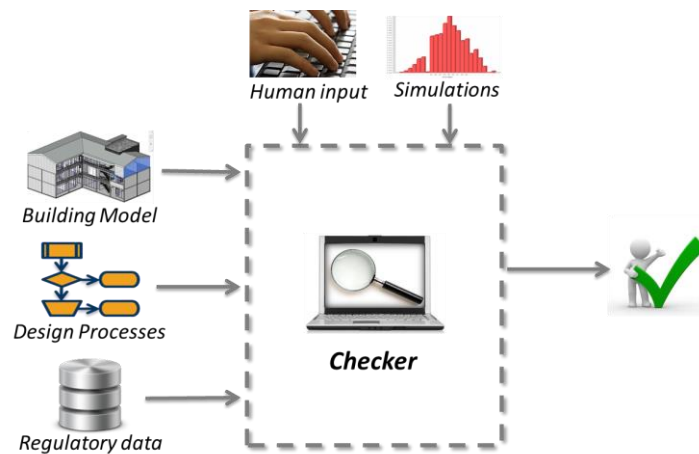 Human input
Simulations
Building Model
Design Processes
Checker
Regulatory data